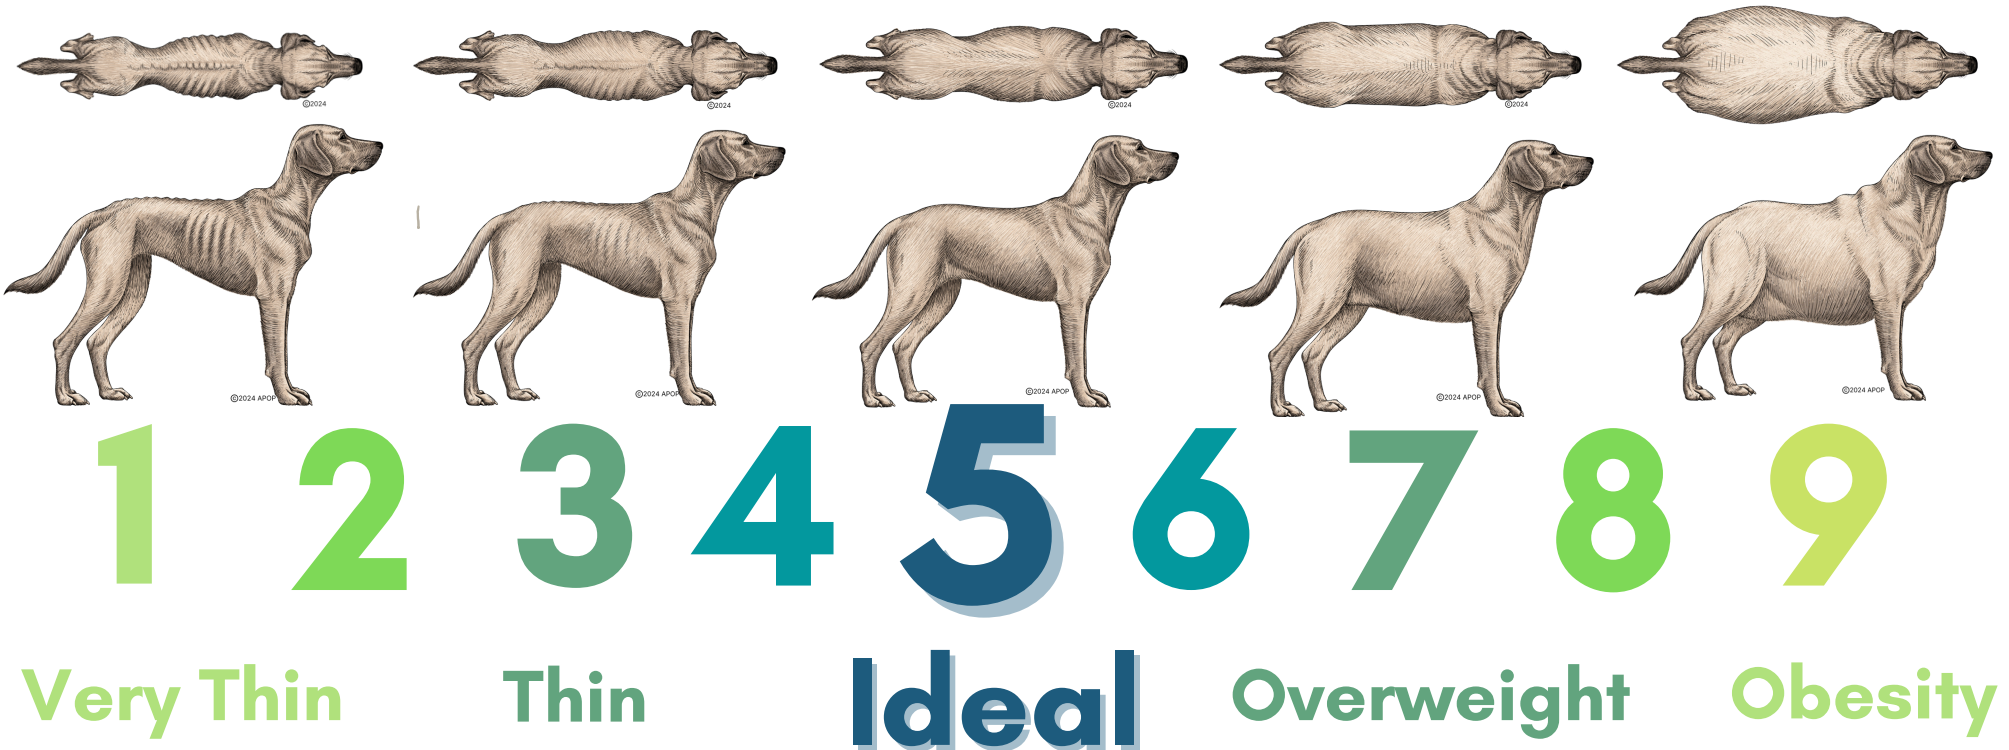 ©2024 ©2024 ©2024 ©2024
©2024 APOP ©2024 APOP ©2024 APOP ©2024 APOP ©2024 APOP
1 2 3 4 5 6 7 8 9
Very Thin Thin Ideal Overweight Obesity